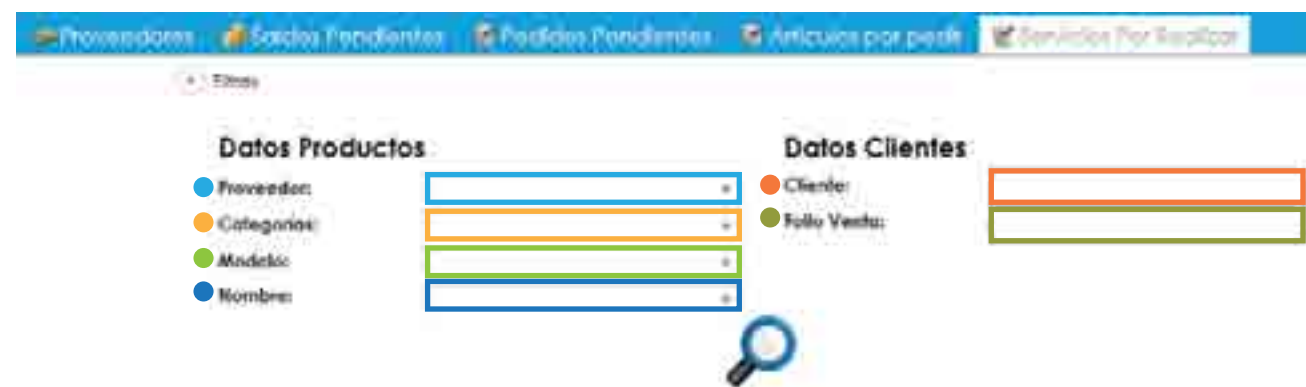 Proveedores Saldos Pendientes Pedidos Pendientes Articulos por pedir Servicios Por Realizar
Filtros
Datos Productos Datos Clientes
Proveedor: Cliente:
Categorias: Folio Venta:
Modelo:
Nombre: